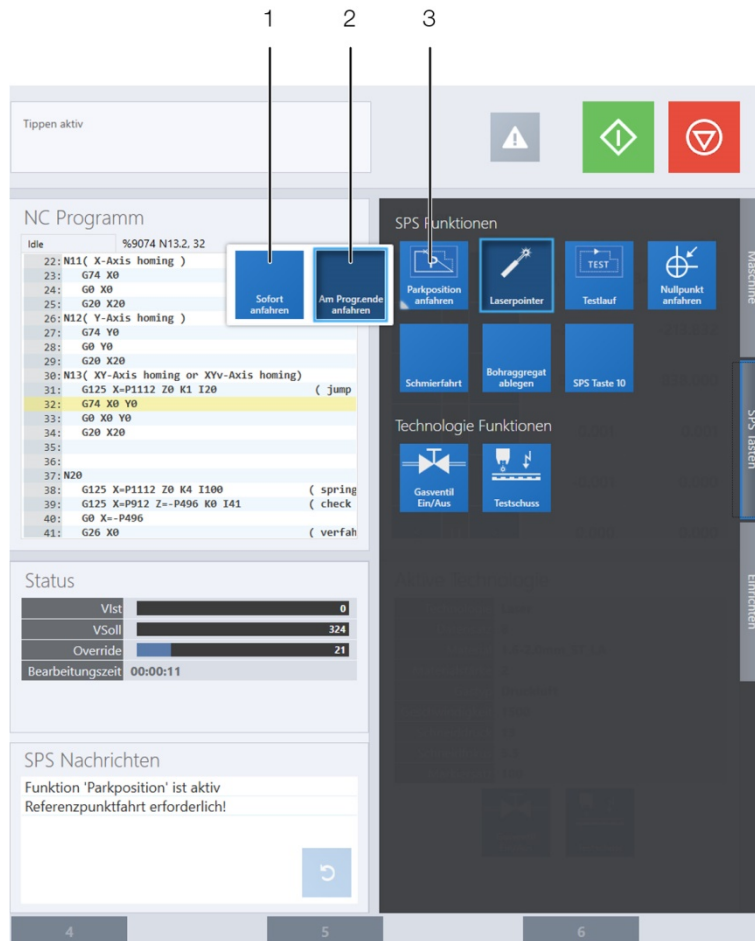 1
2
3
Tippen aktiv
NC Programm
Idle %9074 N13.2, 32
22: N11( X-Axis homing )
23: G74 X0
24: G0 X0
25: G20 X20
26: N12( Y-Axis homing )
27: G74 Y0
28: G0 Y0
29: G20 X20
30: N13( XY-Axis homing or XYv-Axis homing)
31: G125 X=P1112 Z0 K1 I20 ( jump
32: G74 X0 Y0
33: G0 X0 Y0
34: G20 X20
35:
36:
37: N20
38: G125 X=P1112 Z0 K4 I100 ( spring
39: G125 X=P912 Z=-P496 K0 I41 ( check
40: G0 X=-P496
41: G26 X0 ( verfah
Sofort
anfahren
Am Progr.ende
anfahren
SPS Funktionen
P
Parkposition
anfahren
Laserpointer
TEST
Testlauf
Nullpunkt
anfahren
Schmierfahrt
Bohraggregat
ablegen
SPS Taste 10
Technologie Funktionen
Gasventil
Ein/Aus
Testschuss
Maschine
SPS Tasten
Einrichten
Status
VIst 0
VSoll 324
Override 21
Bearbeitungszeit 00:00:11
SPS Nachrichten
Funktion 'Parkposition' ist aktiv
Referenzpunktfahrt erforderlich!
Aktive Technologie
4
5
6